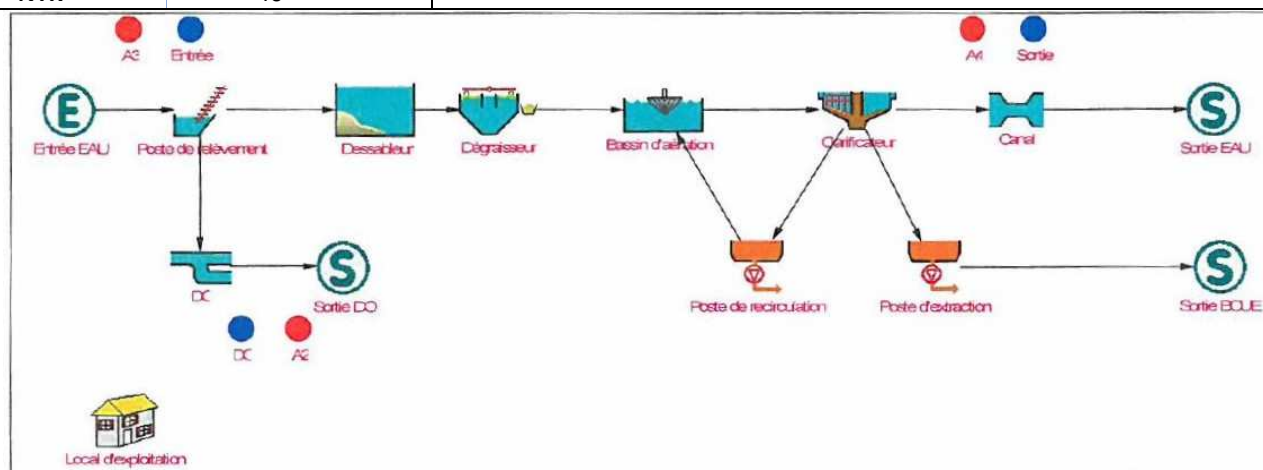 A3 Entrée A4 Sortie
E S
Entrée EAU Poste de relèvement Dessableur Dégraisseur Bassin d'aération Clarificateur Canal Sortie EAU
S S
DO Sortie DO Poste de recirculation Poste d'extraction Sortie BOUE
DO A2
Local d'exploitation